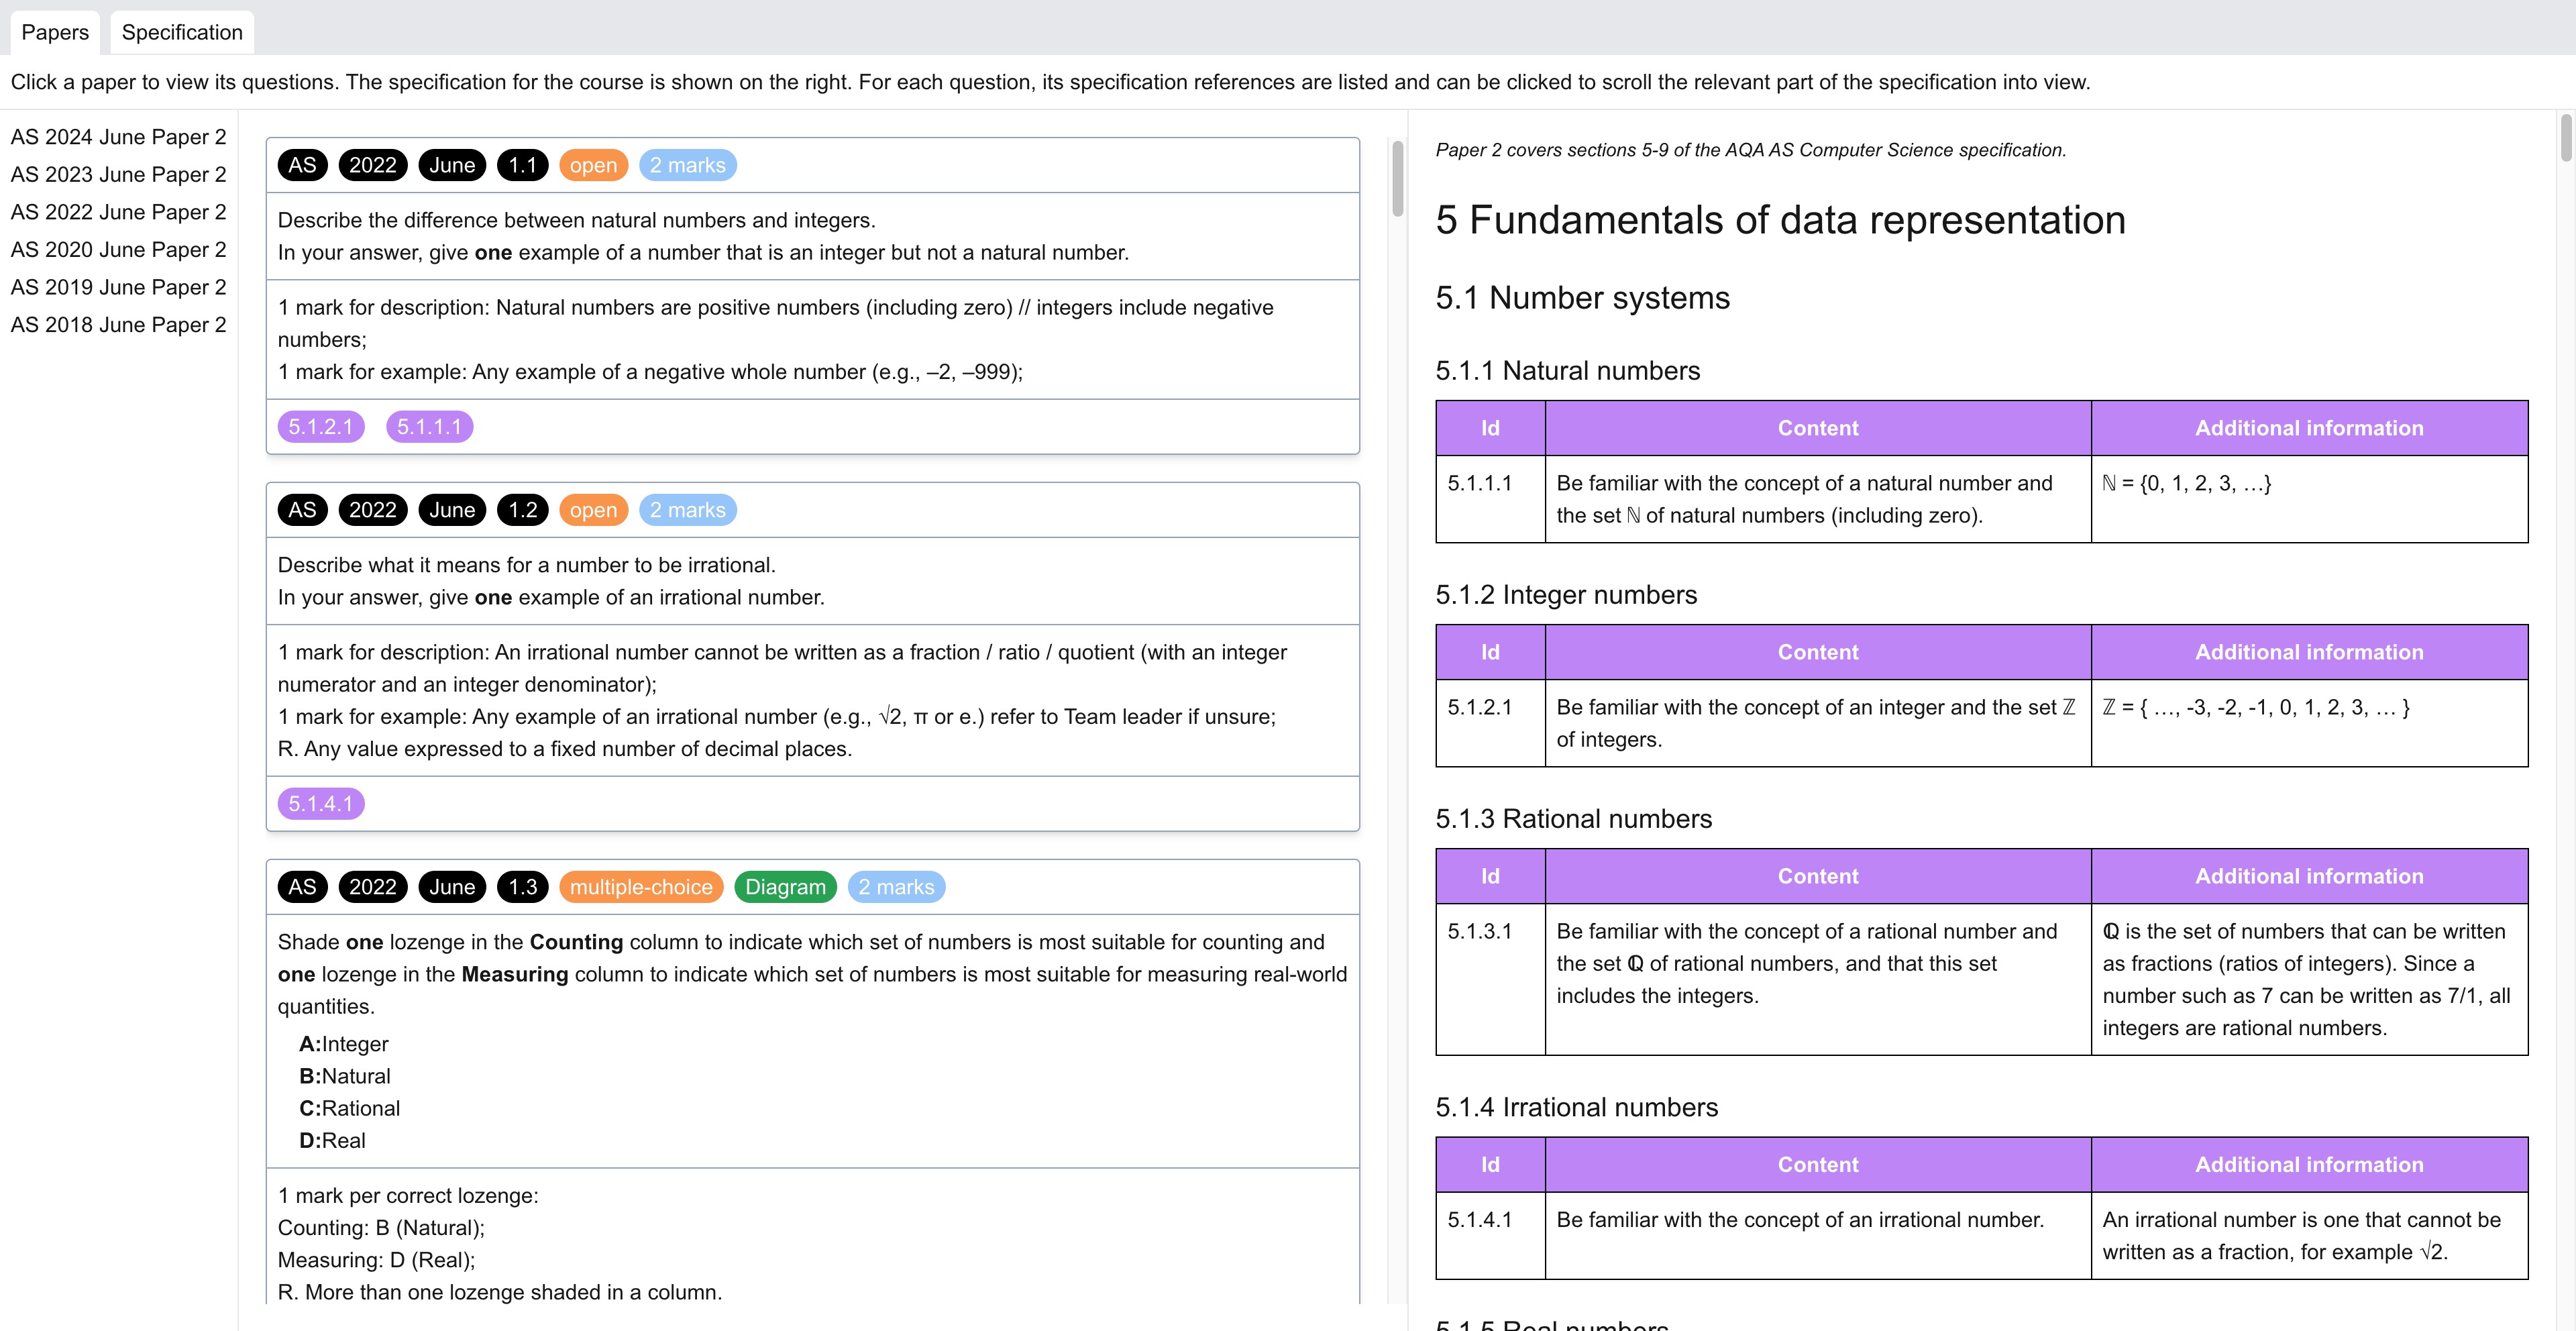 Papers
Specification
Click a paper to view its questions. The specification for the course is shown on the right. For each question, its specification references are listed and can be clicked to scroll the relevant part of the specification into view.
AS 2024 June Paper 2
AS 2023 June Paper 2
AS 2022 June Paper 2
AS 2020 June Paper 2
AS 2019 June Paper 2
AS 2018 June Paper 2
AS 2022 June 1.1 open 2 marks
Describe the difference between natural numbers and integers.
In your answer, give one example of a number that is an integer but not a natural number.
1 mark for description: Natural numbers are positive numbers (including zero) // integers include negative
numbers;
1 mark for example: Any example of a negative whole number (e.g., –2, –999);
5.1.2.1 5.1.1.1
AS 2022 June 1.2 open 2 marks
Describe what it means for a number to be irrational.
In your answer, give one example of an irrational number.
1 mark for description: An irrational number cannot be written as a fraction / ratio / quotient (with an integer
numerator and an integer denominator);
1 mark for example: Any example of an irrational number (e.g., √2, π or e.) refer to Team leader if unsure;
R. Any value expressed to a fixed number of decimal places.
5.1.4.1
AS 2022 June 1.3 multiple-choice Diagram 2 marks
Shade one lozenge in the Counting column to indicate which set of numbers is most suitable for counting and
one lozenge in the Measuring column to indicate which set of numbers is most suitable for measuring real-world
quantities.
A:Integer
B:Natural
C:Rational
D:Real
1 mark per correct lozenge:
Counting: B (Natural);
Measuring: D (Real);
R. More than one lozenge shaded in a column.
Paper 2 covers sections 5-9 of the AQA AS Computer Science specification.
5 Fundamentals of data representation
5.1 Number systems
5.1.1 Natural numbers
Id Content Additional information
5.1.1.1 Be familiar with the concept of a natural number and ℕ = {0, 1, 2, 3, …}
the set ℕ of natural numbers (including zero).
5.1.2 Integer numbers
Id Content Additional information
5.1.2.1 Be familiar with the concept of an integer and the set ℤ ℤ = { …, -3, -2, -1, 0, 1, 2, 3, … }
of integers.
5.1.3 Rational numbers
Id Content Additional information
5.1.3.1 Be familiar with the concept of a rational number and ℚ is the set of numbers that can be written
the set ℚ of rational numbers, and that this set as fractions (ratios of integers). Since a
includes the integers. number such as 7 can be written as 7/1, all
integers are rational numbers.
5.1.4 Irrational numbers
Id Content Additional information
5.1.4.1 Be familiar with the concept of an irrational number. An irrational number is one that cannot be
written as a fraction, for example √2.
5.1.5 Real numbers